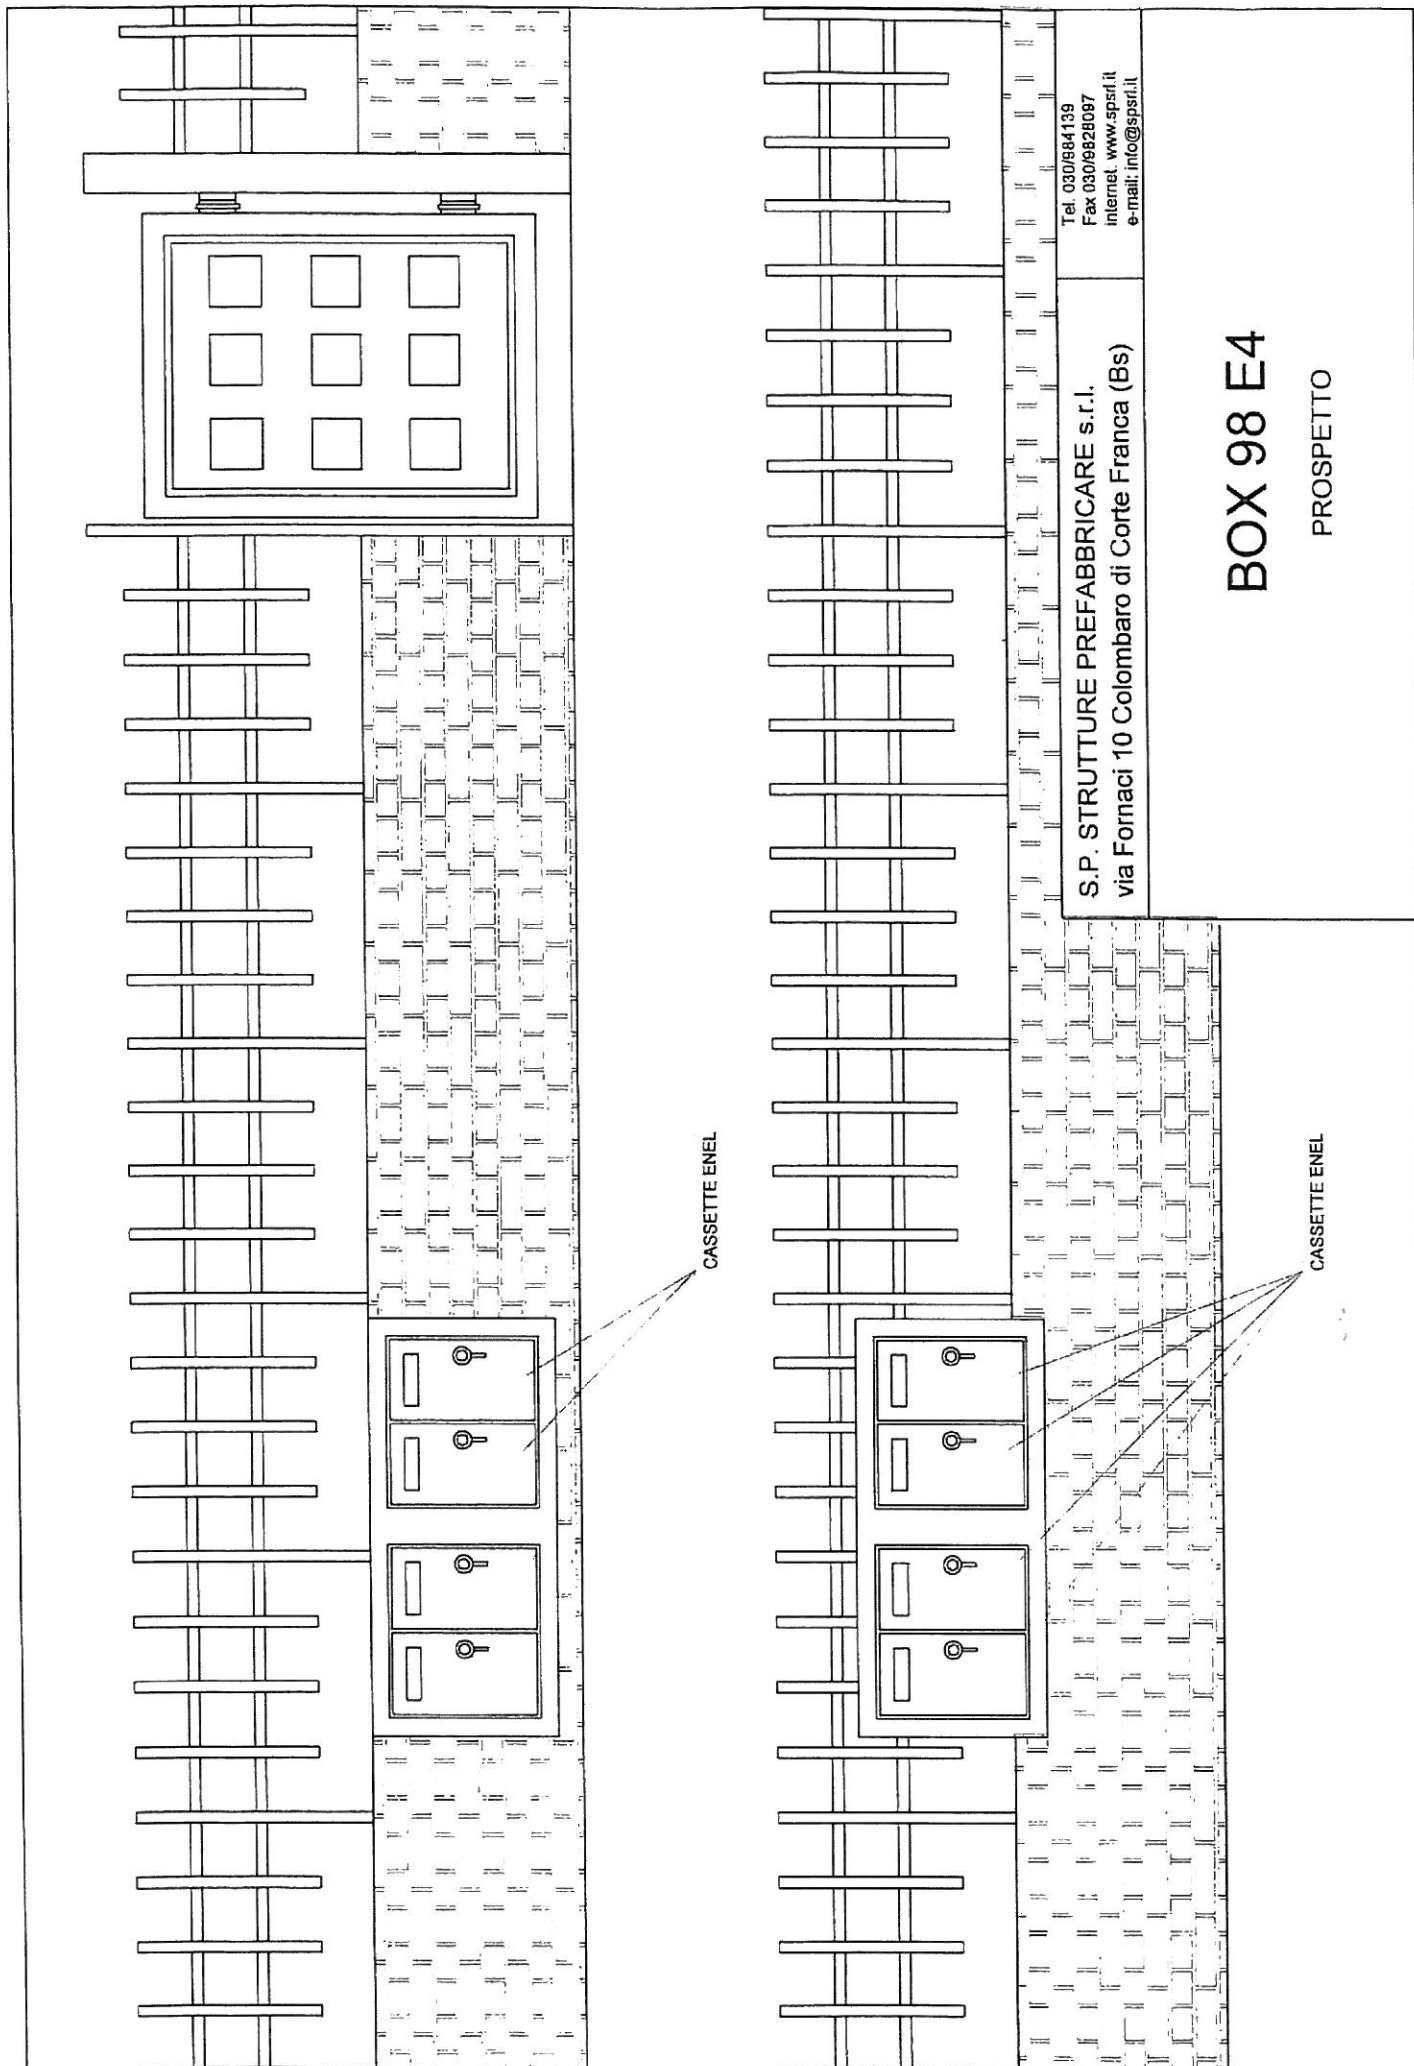 CASSETTE ENEL
CASSETTE ENEL
S.P. STRUTTURE PREFABBRICARE s.r.l.
via Fornaci 10 Colombaro di Corte Franca (Bs)
Tel. 030/984139
Fax 030/9828097
internet. www.spsrl.it
e-mail: info@spsrl.it
BOX 98 E4
PROSPETTO